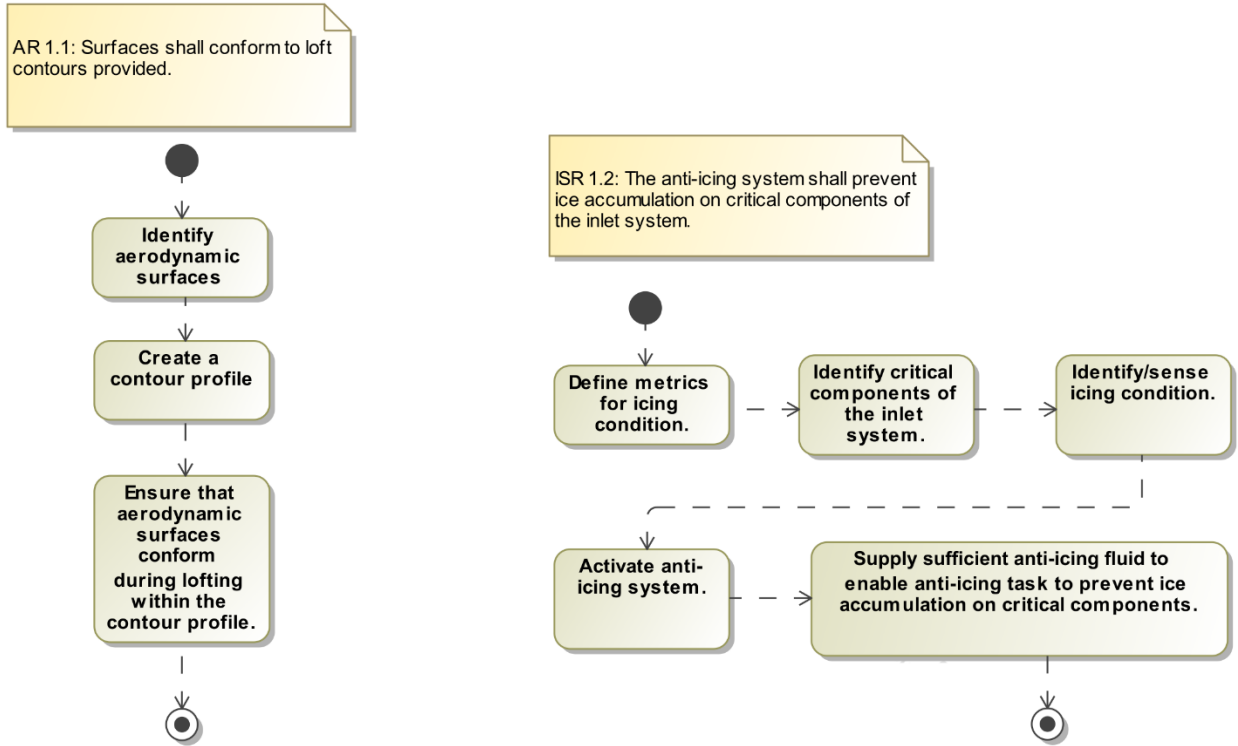 AR 1.1: Surfaces shall conform to loft
contours provided.
Identify
aerodynamic
surfaces
Create a
contour profile
Ensure that
aerodynamic
surfaces
conform
during lofting
within the
contour profile.
ISR 1.2: The anti-icing system shall prevent
ice accumulation on critical components of
the inlet system.
Define metrics
for icing
condition.
Identify critical
components of
the inlet
system.
Identify/sense
icing condition.
Activate anti-
icing system.
Supply sufficient anti-icing fluid to
enable anti-icing task to prevent ice
accumulation on critical components.